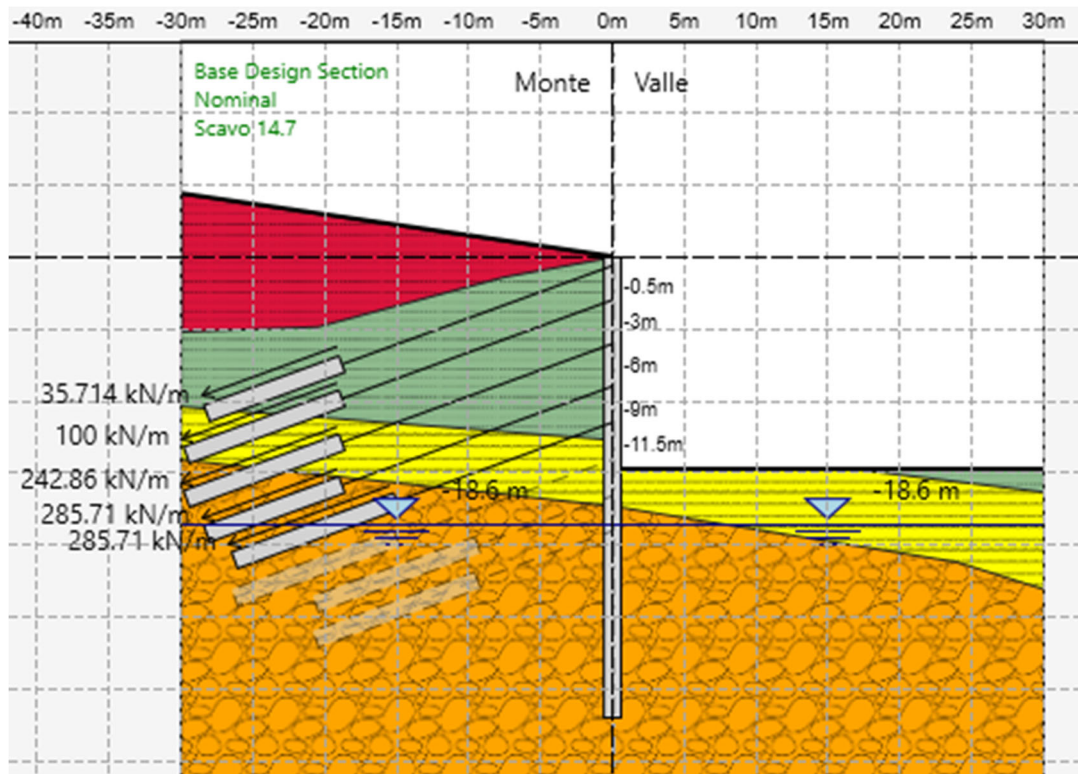 -40m -35m -30m -25m -20m -15m -10m -5m 0m 5m 10m 15m 20m 25m 30m
Base Design Section
Nominal
Scavo 14.7
Monte Valle
-0.5m
-3m
-6m
35.714 kN/m
-9m
100 kN/m
-11.5m
242.86 kN/m
-18.6 m -18.6 m
285.71 kN/m
285.71 kN/m